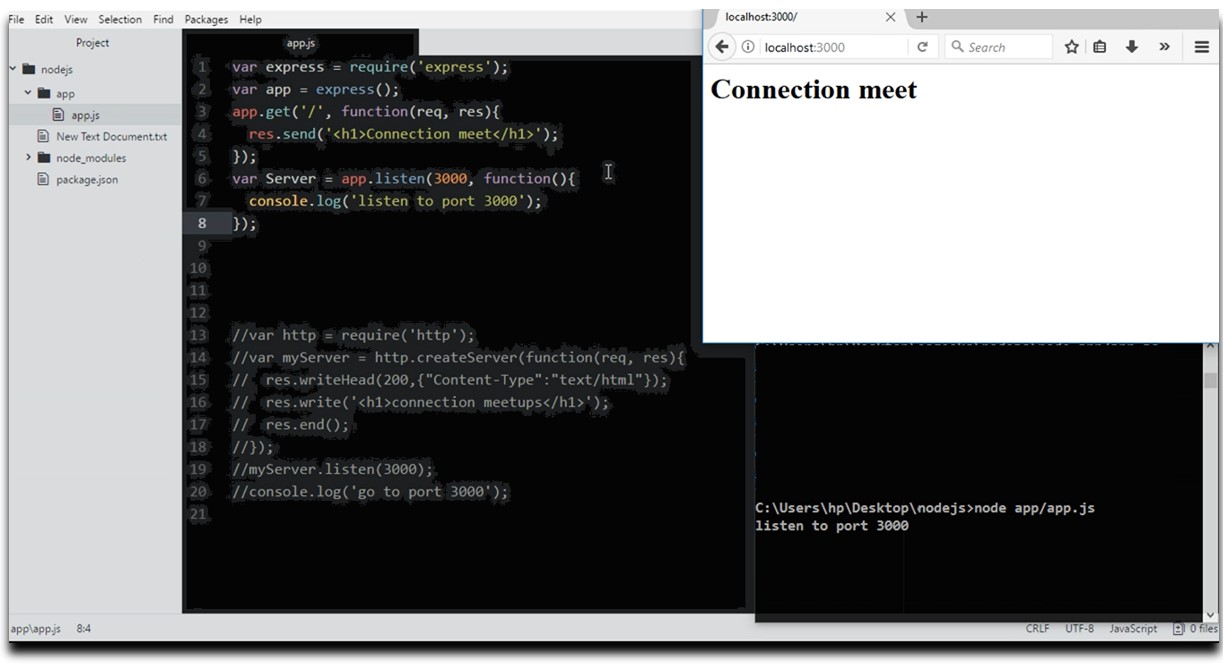 File Edit View Selection Find Packages Help
Project
nodejs
app
app.js
New Text Document.txt
node_modules
package.json
app.js
1 var express = require('express');
2 var app = express();
3 app.get('/', function(req, res){
4 res.send('<h1>Connection meet</h1>');
5 });
6 var Server = app.listen(3000, function(){
7 console.log('listen to port 3000');
8 });
9
10
11
12
13 //var http = require('http');
14 //var myServer = http.createServer(function(req, res){
15 // res.writeHead(200,{"Content-Type":"text/html"});
16 // res.write('<h1>connection meetups</h1>');
17 // res.end();
18 //});
19 //myServer.listen(3000);
20 //console.log('go to port 3000');
21
localhost:3000/
localhost:3000
Search
Connection meet
C:\Users\hp\Desktop\nodejs>node app/app.js
listen to port 3000
app\app.js 8:4
CRLF UTF-8 JavaScript 0 files